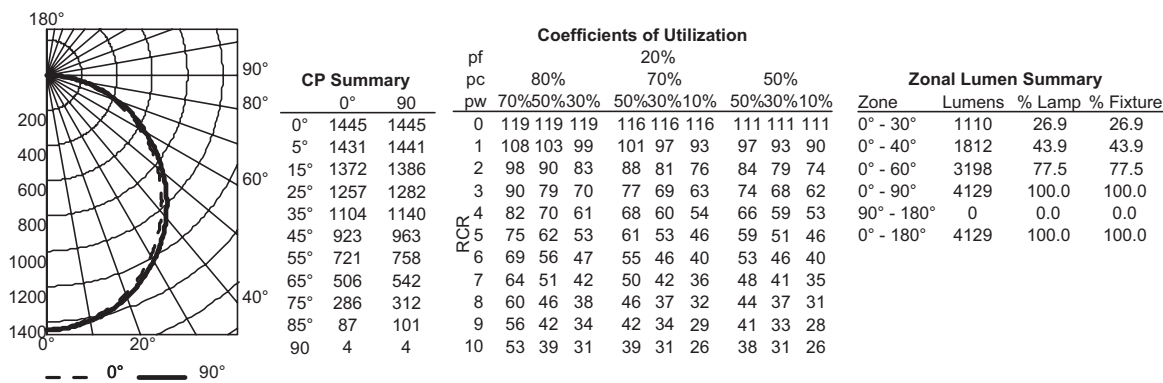 180°
90°
80°
60°
40°
200
400
600
800
1000
1200
1400
0° 20°
0° 90°
CP Summary
0° 90
0° 1445 1445
5° 1431 1441
15° 1372 1386
25° 1257 1282
35° 1104 1140
45° 923 963
55° 721 758
65° 506 542
75° 286 312
85° 87 101
90 4 4
Coefficients of Utilization
pf 20%
pc 80% 70% 50%
pw 70%50%30% 50%30%10% 50%30%10%
RCR
0 119 119 119 116 116 116 111 111 111
1 108 103 99 101 97 93 97 93 90
2 98 90 83 88 81 76 84 79 74
3 90 79 70 77 69 63 74 68 62
4 82 70 61 68 60 54 66 59 53
5 75 62 53 61 53 46 59 51 46
6 69 56 47 55 46 40 53 46 40
7 64 51 42 50 42 36 48 41 35
8 60 46 38 46 37 32 44 37 31
9 56 42 34 42 34 29 41 33 28
10 53 39 31 39 31 26 38 31 26
Zonal Lumen Summary
Zone Lumens % Lamp % Fixture
0° - 30° 1110 26.9 26.9
0° - 40° 1812 43.9 43.9
0° - 60° 3198 77.5 77.5
0° - 90° 4129 100.0 100.0
90° - 180° 0 0.0 0.0
0° - 180° 4129 100.0 100.0